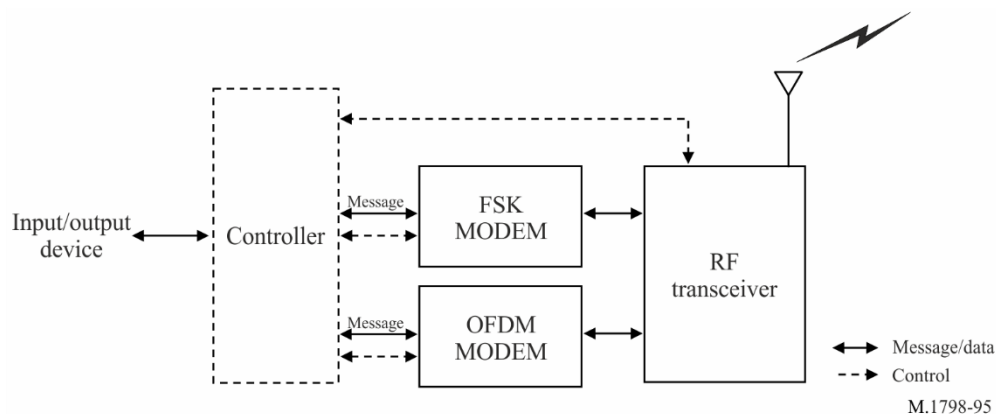 Input/output
device
Controller
Message
FSK
MODEM
Message
OFDM
MODEM
RF
transceiver
Message/data
Control
M.1798-95